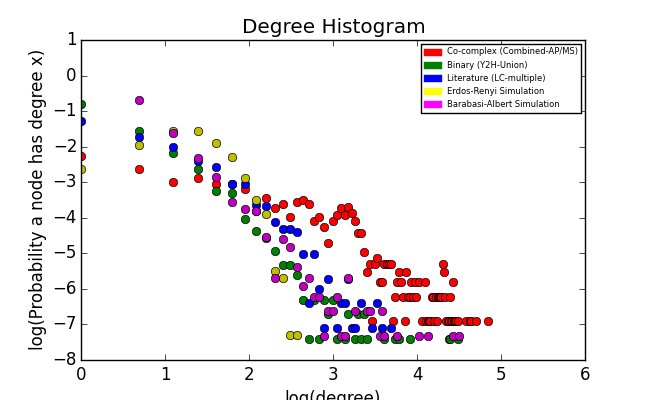 Degree Histogram
log(Probability a node has degree x)
1
0
−1
−2
−3
−4
−5
−6
−7
−8
Co-complex (Combined-AP/MS)
Binary (Y2H-Union)
Literature (LC-multiple)
Erdos-Renyi Simulation
Barabasi-Albert Simulation
0 1 2 3 4 5 6
log(degree)